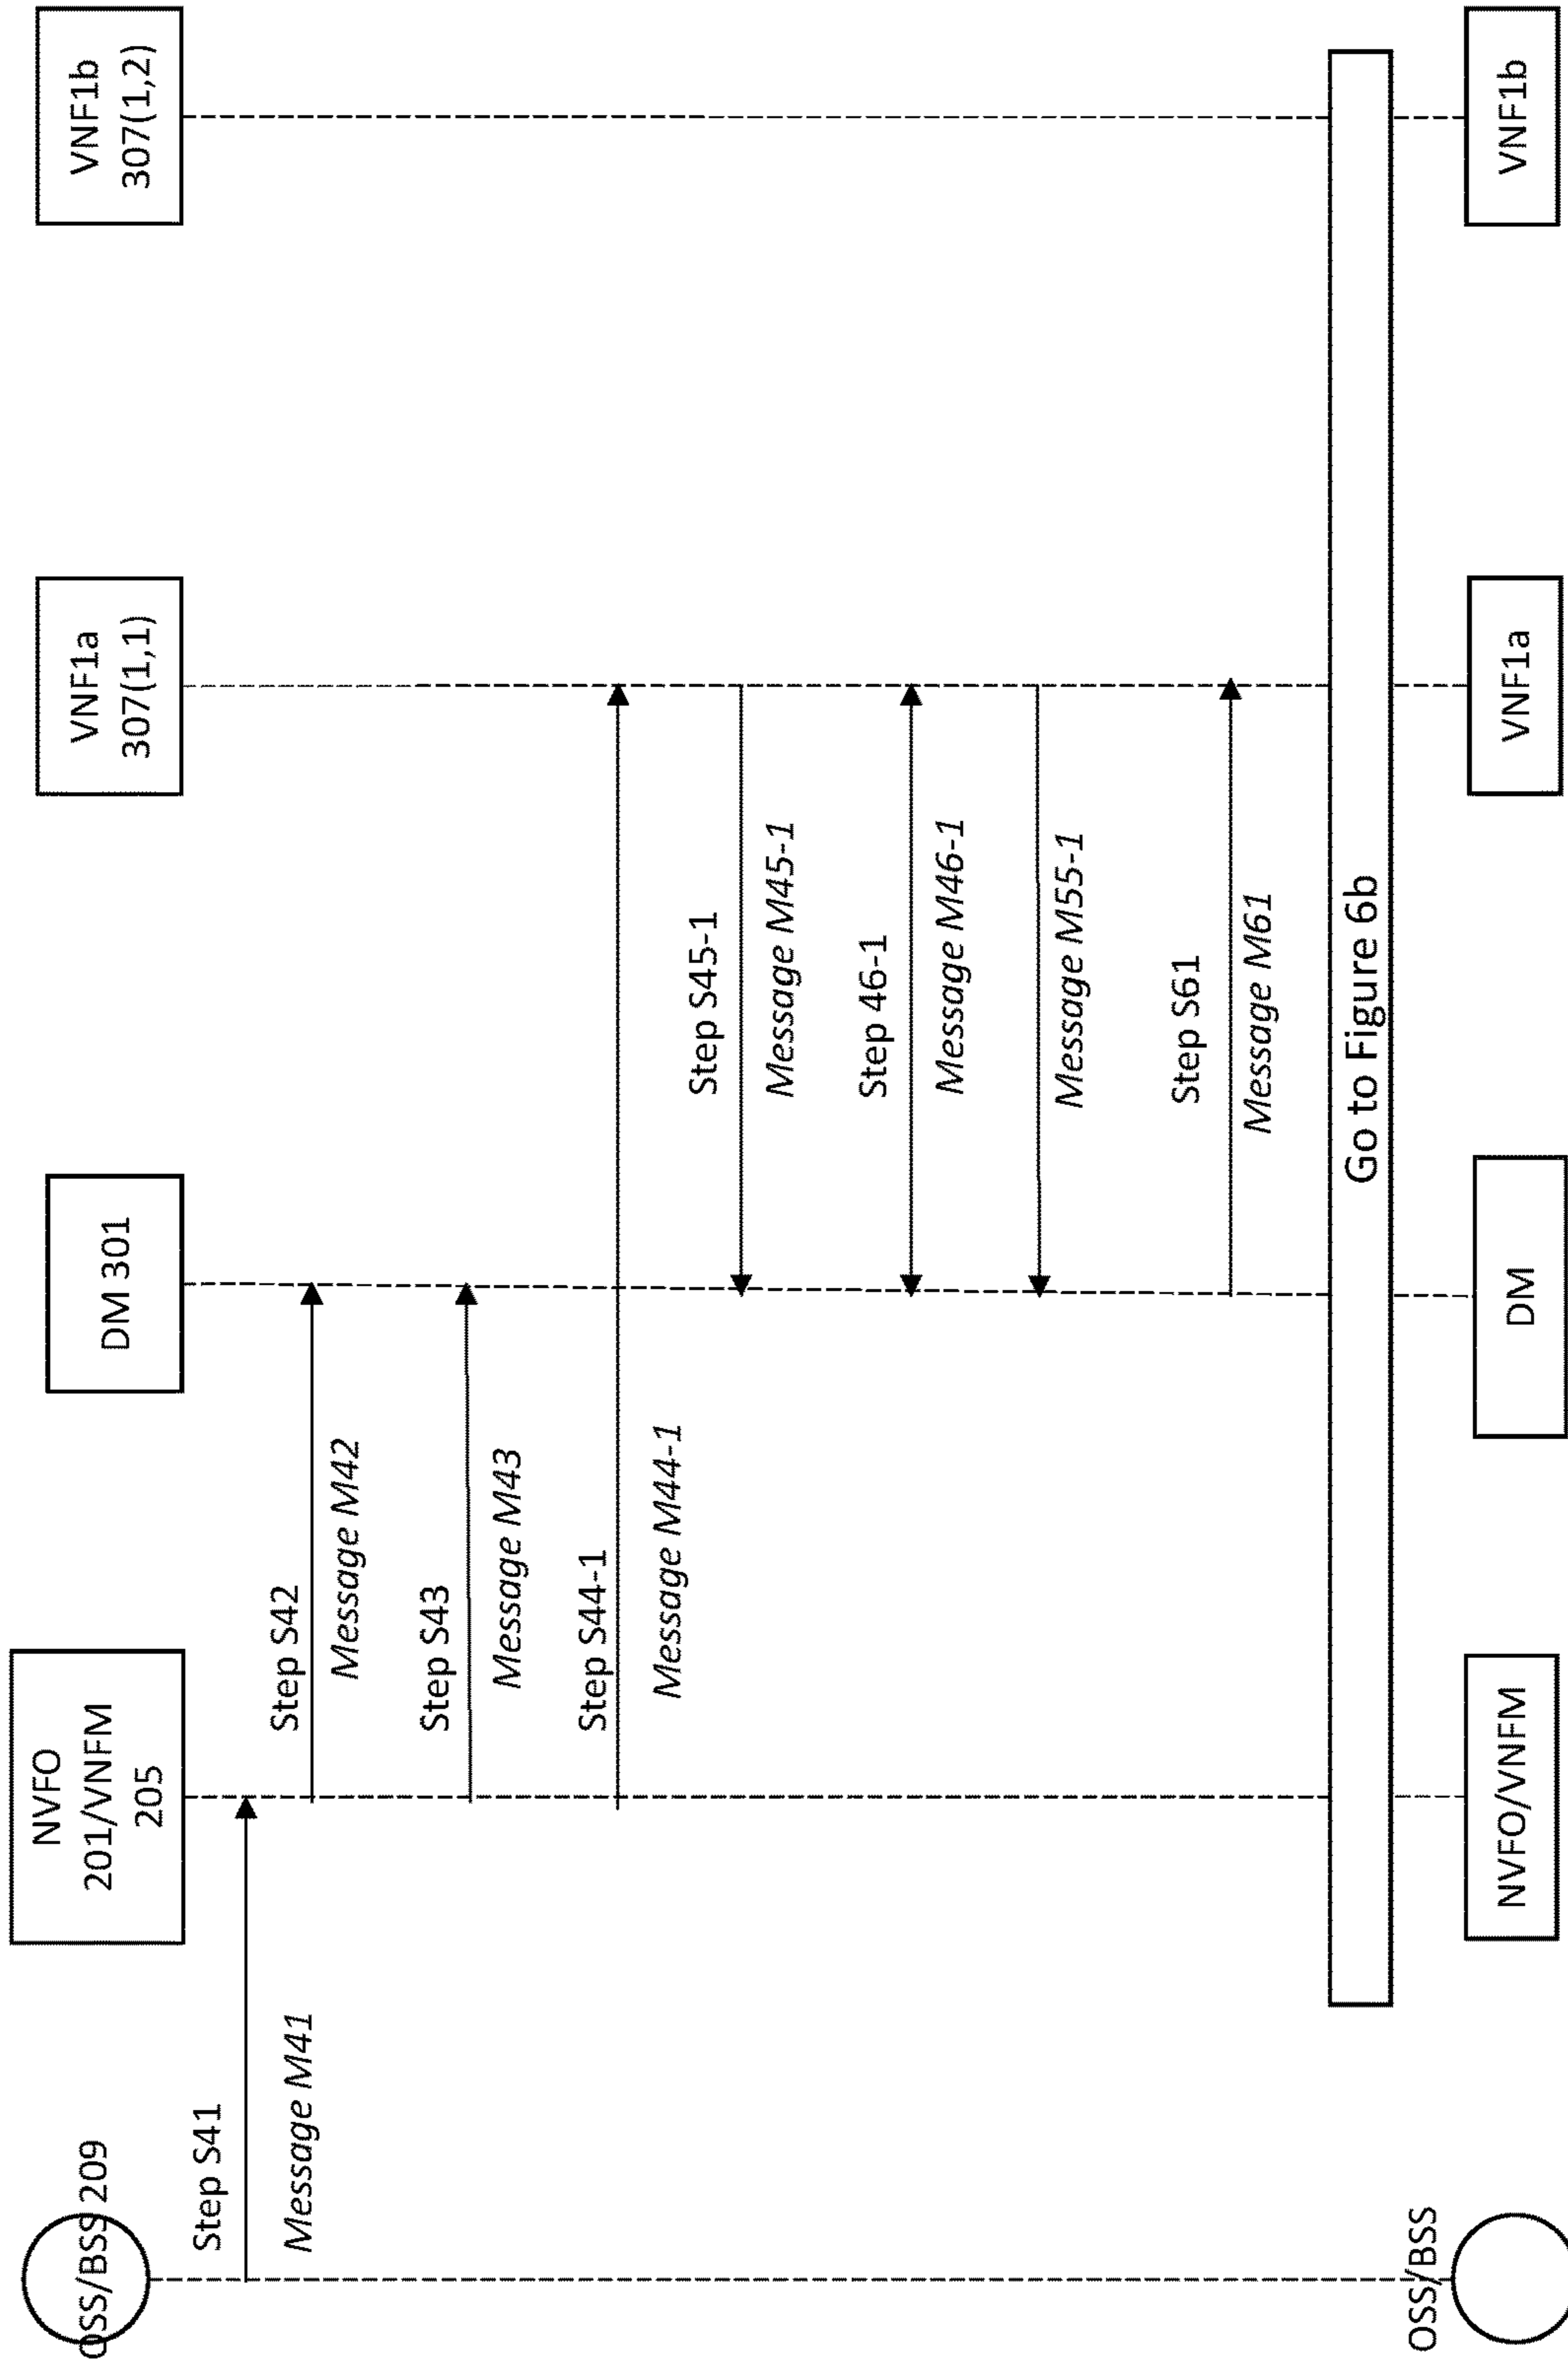 OSS/BSS 209
NVFO
201/VNFM
205
DM 301
VNF1a
307(1,1)
VNF1b
307(1,2)
Step S41
Message M41
Step S42
Message M42
Step S43
Message M43
Step S44-1
Message M44-1
Step S45-1
Message M45-1
Step 46-1
Message M46-1
Message M55-1
Step S61
Message M61
Go to Figure 6b
OSS/BSS
NVFO/VNFM
DM
VNF1a
VNF1b